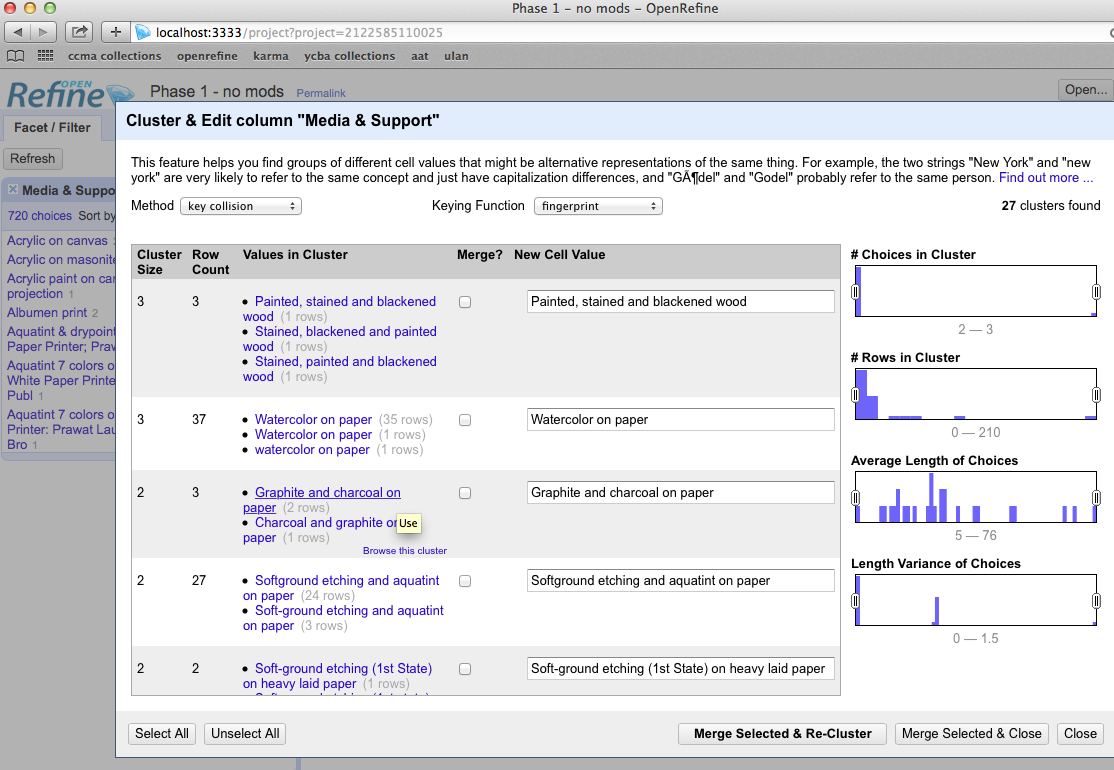 Phase 1 - no mods - OpenRefine
localhost:3333/project?project=2122585110025
ccma collections openrefine karma ycba collections aat ulan
OPEN
Refine Phase 1 - no mods Permalink Open...
Facet / Filter
Refresh
Media & Suppo
720 choices Sort by
Acrylic on canvas
Acrylic on masonite
Acrylic paint on can
projection 1
Albumen print 2
Aquatint & drypoint
Paper Printer; Praw
Aquatint 7 colors o
White Paper Printe
Publ 1
Aquatint 7 colors o
Printer: Prawat Lau
Bro 1
Cluster & Edit column "Media & Support"
This feature helps you find groups of different cell values that might be alternative representations of the same thing. For example, the two strings "New York" and "new
york" are very likely to refer to the same concept and just have capitalization differences, and "GÃ¶del" and "Godel" probably refer to the same person. Find out more ...
Method key collision Keying Function fingerprint 27 clusters found
Cluster Size Row Count Values in Cluster Merge? New Cell Value
3 3 • Painted, stained and blackened Painted, stained and blackened wood
wood (1 rows)
• Stained, blackened and painted
wood (1 rows)
• Stained, painted and blackened
wood (1 rows)
3 37 • Watercolor on paper (35 rows) Watercolor on paper
• Watercolor on paper (1 rows)
• watercolor on paper (1 rows)
2 3 • Graphite and charcoal on Graphite and charcoal on paper
paper (2 rows)
• Charcoal and graphite on
Use
paper (1 rows)
Browse this cluster
2 27 • Softground etching and aquatint Softground etching and aquatint on paper
on paper (24 rows)
• Soft-ground etching and aquatint
on paper (3 rows)
2 2 • Soft-ground etching (1st State) Soft-ground etching (1st State) on heavy laid paper
on heavy laid paper (1 rows)
# Choices in Cluster
2 — 3
# Rows in Cluster
0 — 210
Average Length of Choices
5 — 76
Length Variance of Choices
0 — 1.5
Select All Unselect All Merge Selected & Re-Cluster Merge Selected & Close Close